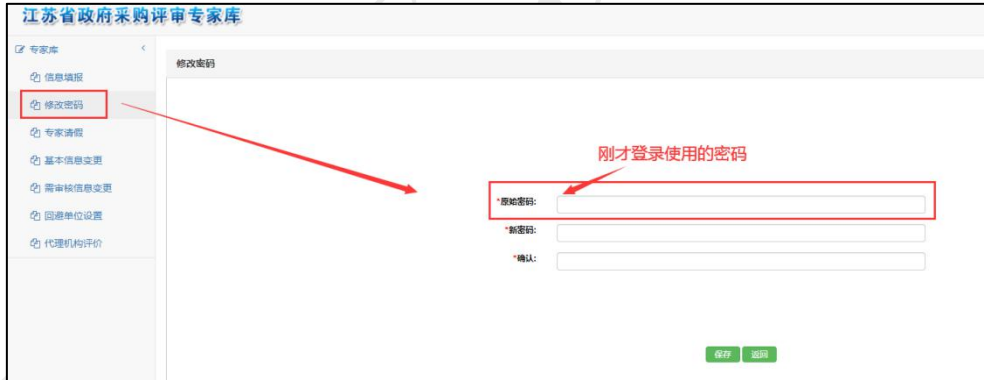 江苏省政府采购评审专家库
专家库
信息填报
修改密码
专家请假
基本信息变更
需审核信息变更
回避单位设置
代理机构评价
修改密码
刚才登录使用的密码
*原始密码:
*新密码:
*确认:
保存 返回